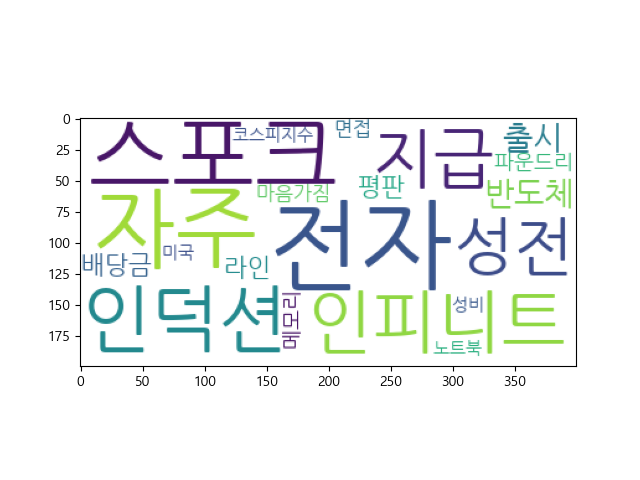 0
25
50
75
100
125
150
175
스포크
코스피지수
면접
지급
출시
파운드리
자주
마음가짐
평판
반도체
전자
성전
미국
배당금
라인
인덕션
메모리
인피니트
성비
노트북
0 50 100 150 200 250 300 350